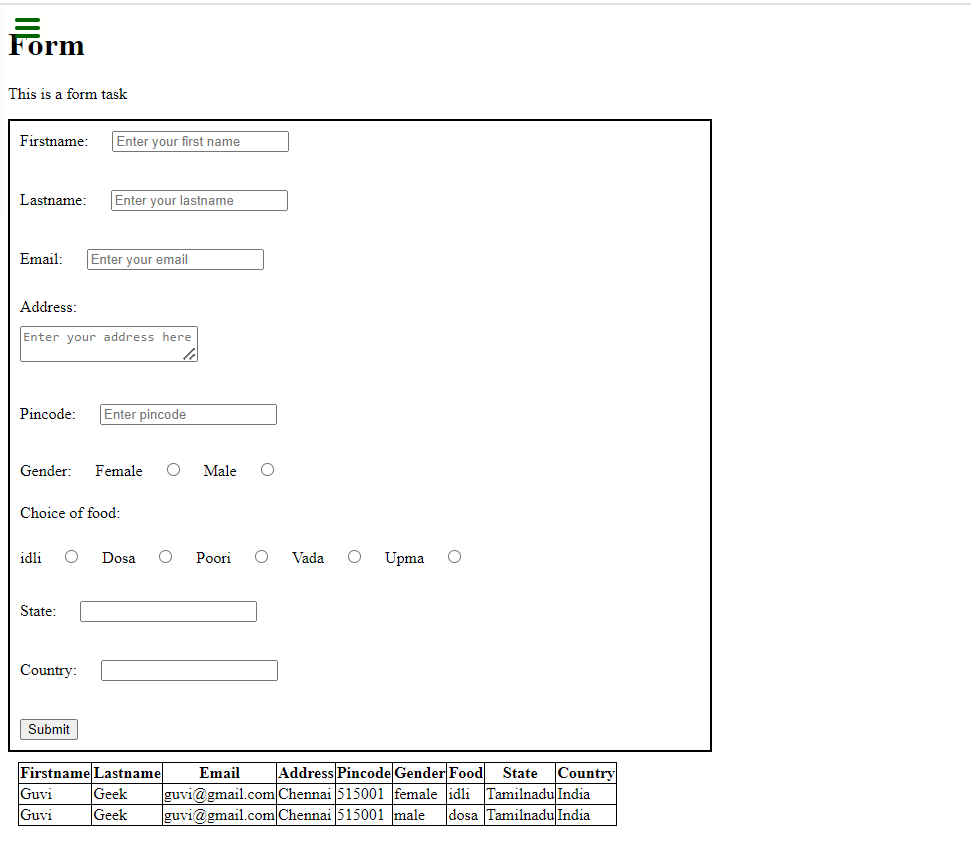 Form
This is a form task
Firstname: Enter your first name
Lastname: Enter your lastname
Email: Enter your email
Address:
Enter your address here
Pincode: Enter pincode
Gender: Female Male
Choice of food:
idli Dosa Poori Vada Upma
State:
Country:
Submit
Firstname Lastname Email Address Pincode Gender Food State Country
Guvi Geek guvi@gmail.com Chennai 515001 female idli Tamilnadu India
Guvi Geek guvi@gmail.com Chennai 515001 male dosa Tamilnadu India